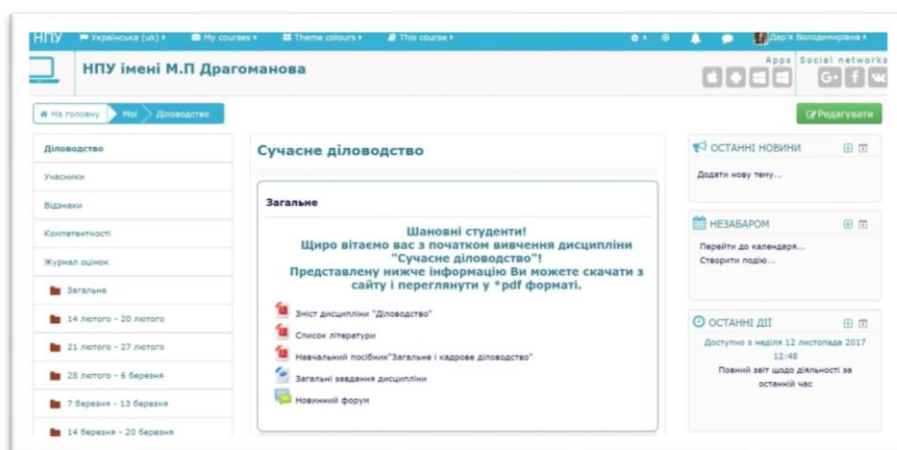 НПУ Українська (uk) My courses Theme colours This course Дар'я Володимирівна
НПУ імені М.П Драгоманова
Apps Social networks
На головну Мої Діловодство
Редагувати
Діловодство
Учасники
Відзнаки
Компетентності
Журнал оцінок
Загальне
14 лютого - 20 лютого
21 лютого - 27 лютого
28 лютого - 6 березня
7 березня - 13 березня
14 березня - 20 березня
Сучасне діловодство
Загальне
Шановні студенти!
Щиро вітаємо вас з початком вивчення дисципліни
"Сучасне діловодство"!
Представлену нижче інформацію Ви можете скачати з
сайту і переглянути у *pdf форматі.
Зміст дисципліни "Діловодство"
Список літератури
Навчальний посібник"Загальне і кадрове діловодство"
Загальні завдання дисципліни
Новинний форум
ОСТАННІ НОВИНИ
Додати нову тему...
НЕЗАБАРОМ
Перейти до календаря...
Створити подію...
ОСТАННІ ДІЇ
Доступно з неділя 12 листопада 2017
12:48
Повний звіт щодо діяльності за
останній час